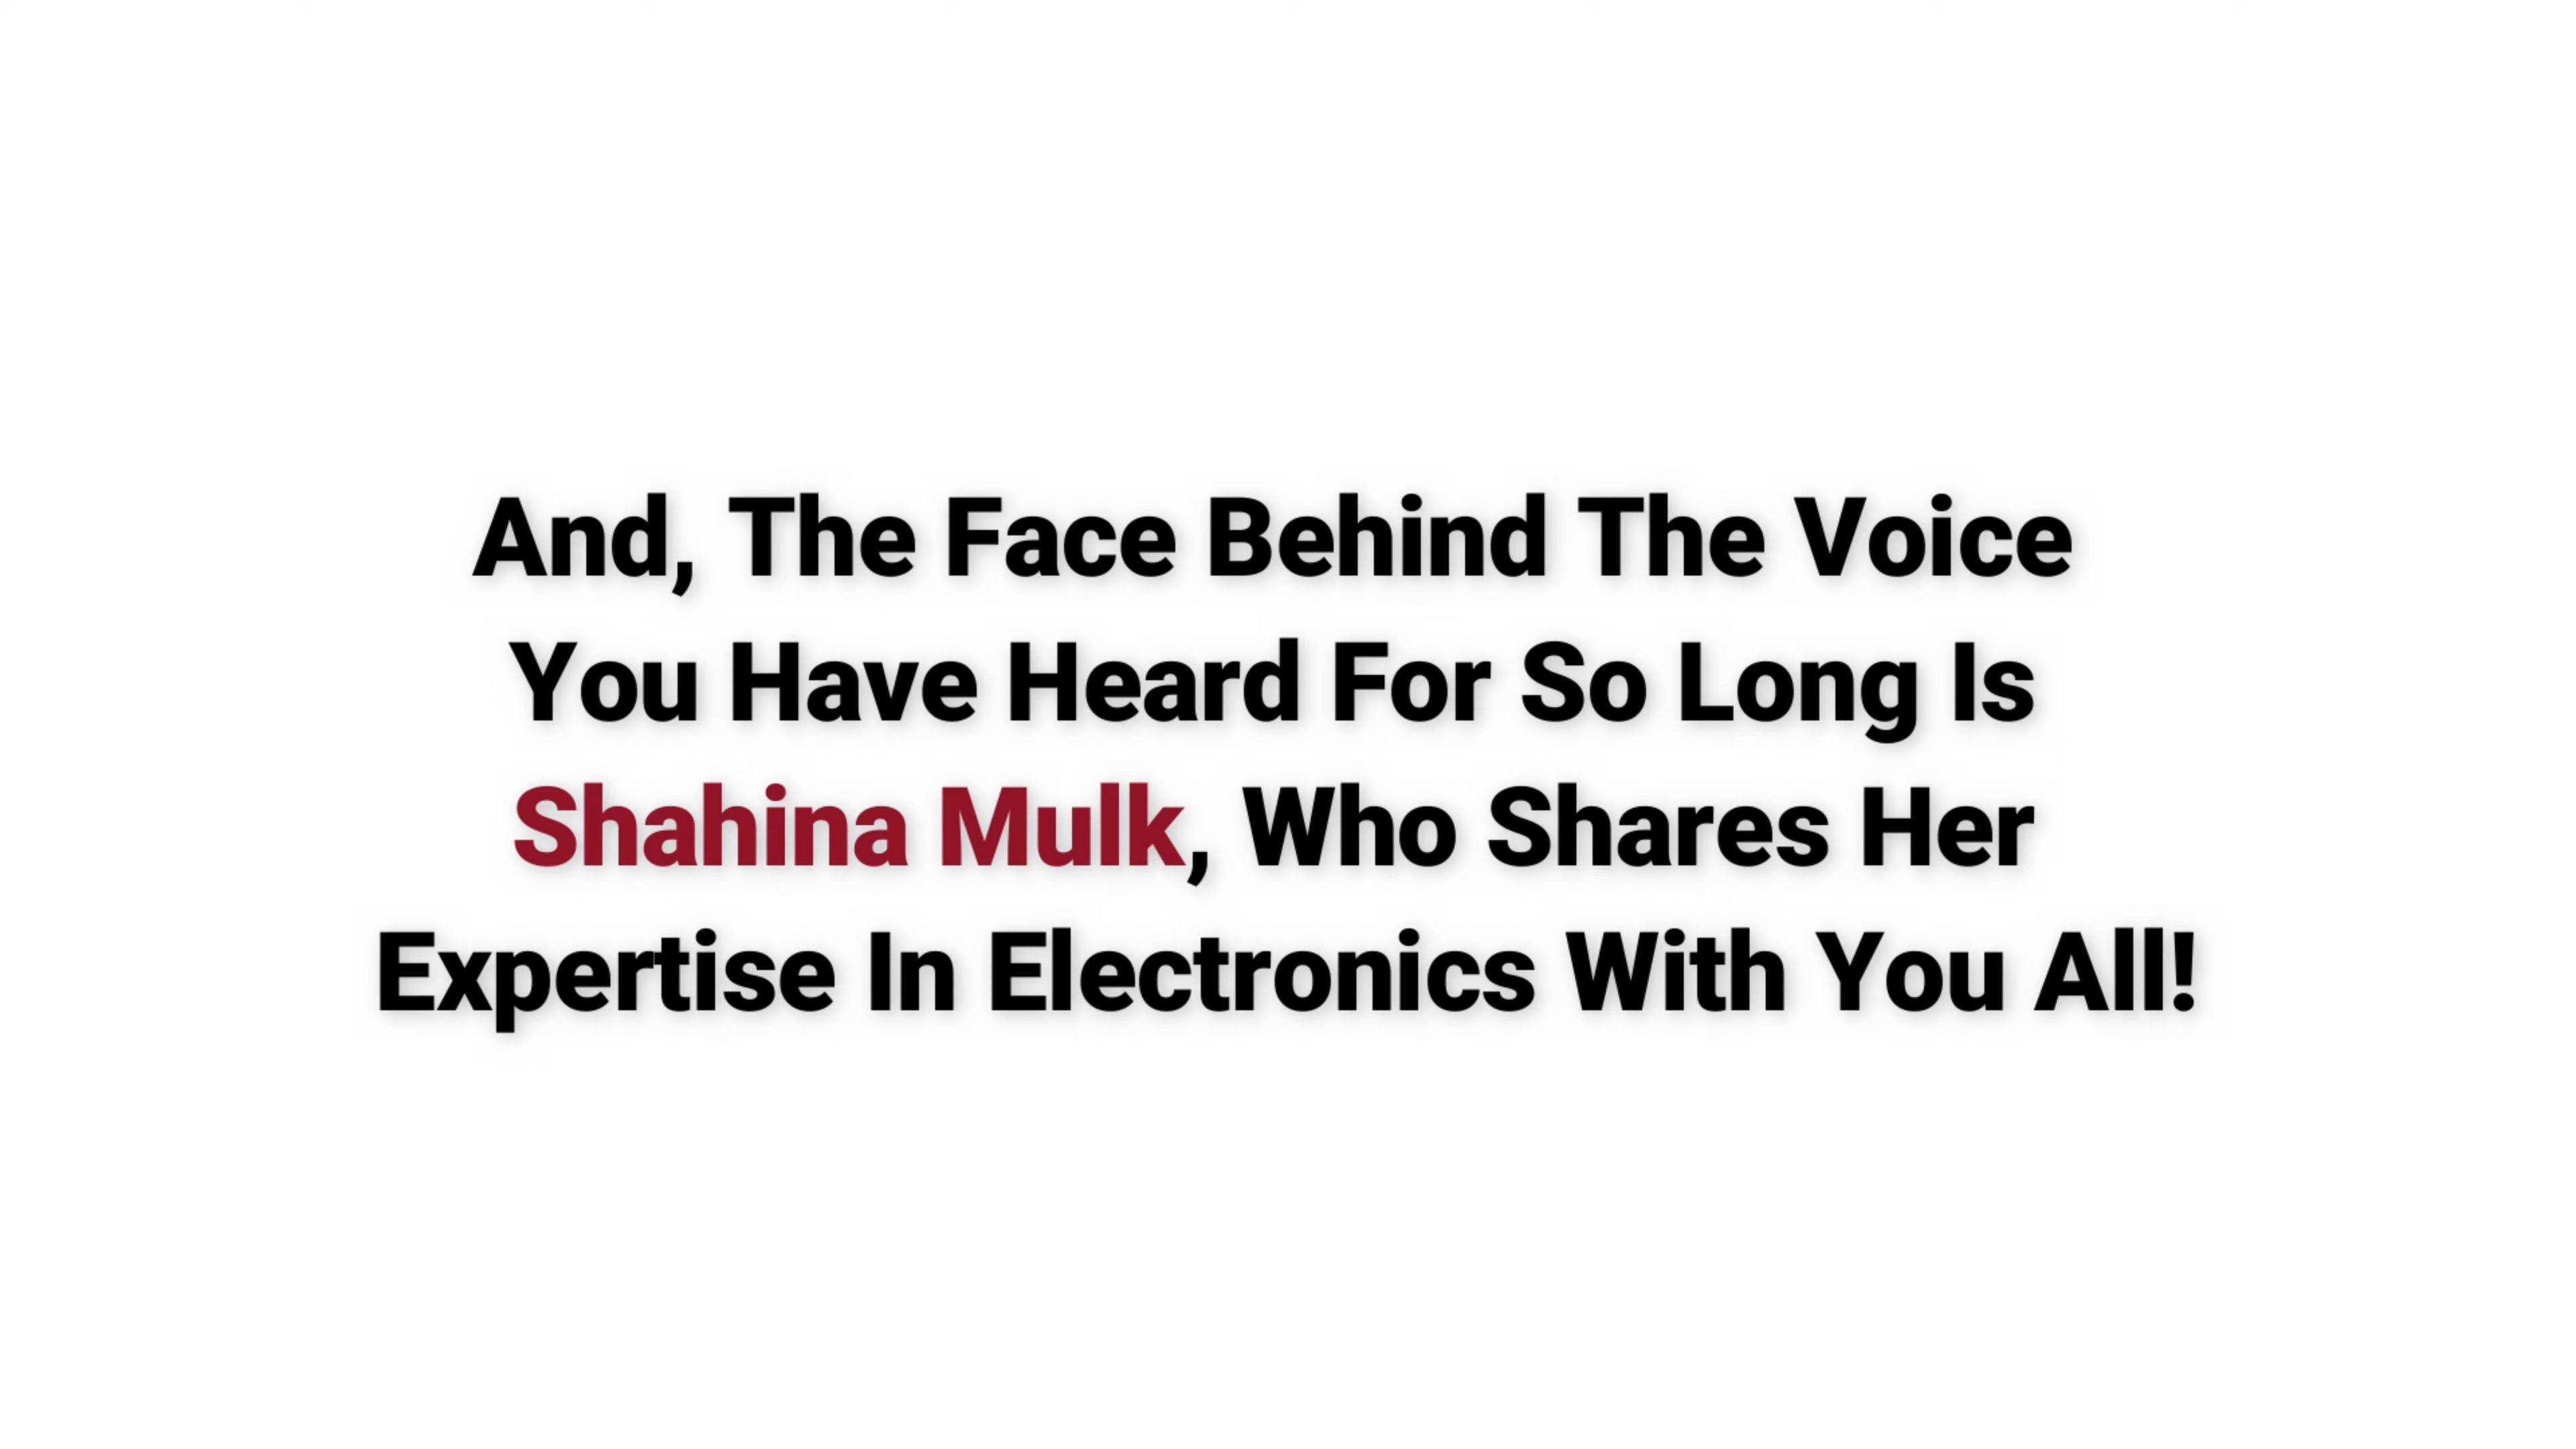 And, The Face Behind The Voice
You Have Heard For So Long Is
Shahina Mulk, Who Shares Her
Expertise In Electronics With You All!